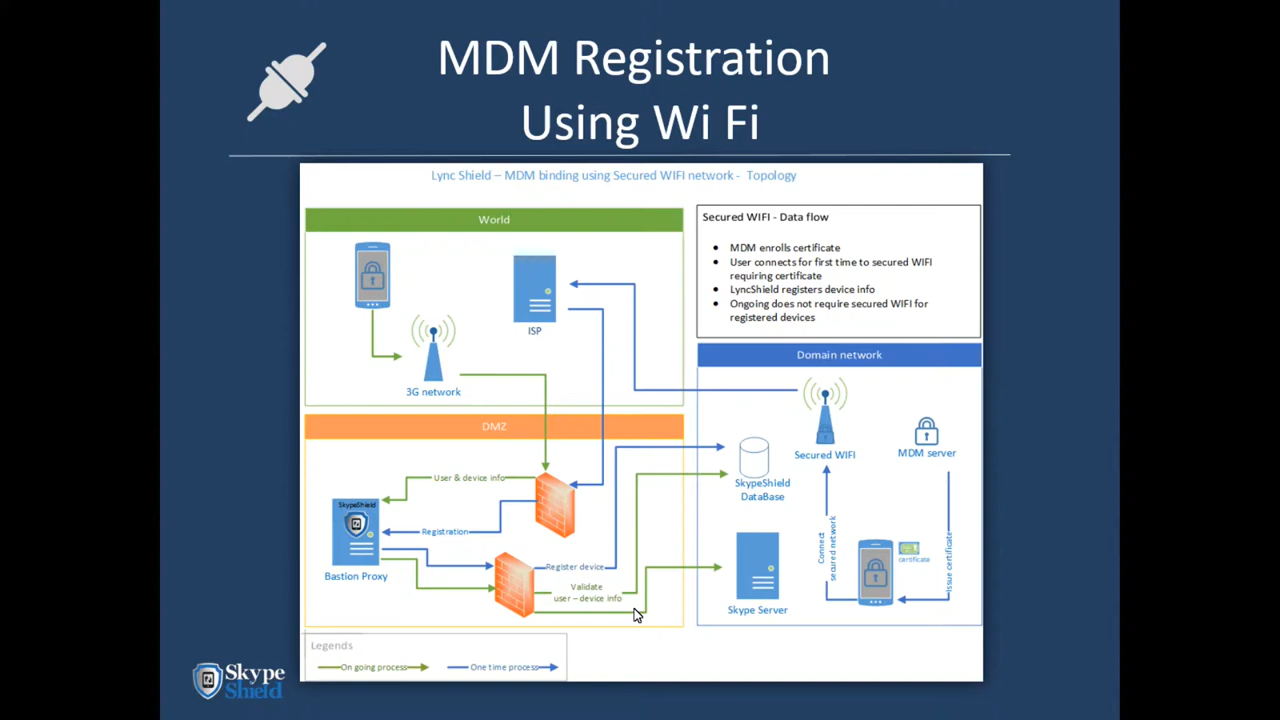 MDM Registration
Using Wi Fi
Lync Shield – MDM binding using Secured WIFI network - Topology
World
ISP
3G network
Secured WIFI - Data flow
• MDM enrolls certificate
• User connects for first time to secured WIFI
requiring certificate
• LyncShield registers device info
• Ongoing does not require secured WIFI for
registered devices
DMZ
User & device info
SkypeShield
Registration
Bastion Proxy
Register device
Validate
user – device info
Domain network
Secured WIFI
MDM server
SkypeShield
DataBase
Skype Server
Connect
secured network
certificate
issue certificate
Legends
On going process
One time process
Skype
Shield